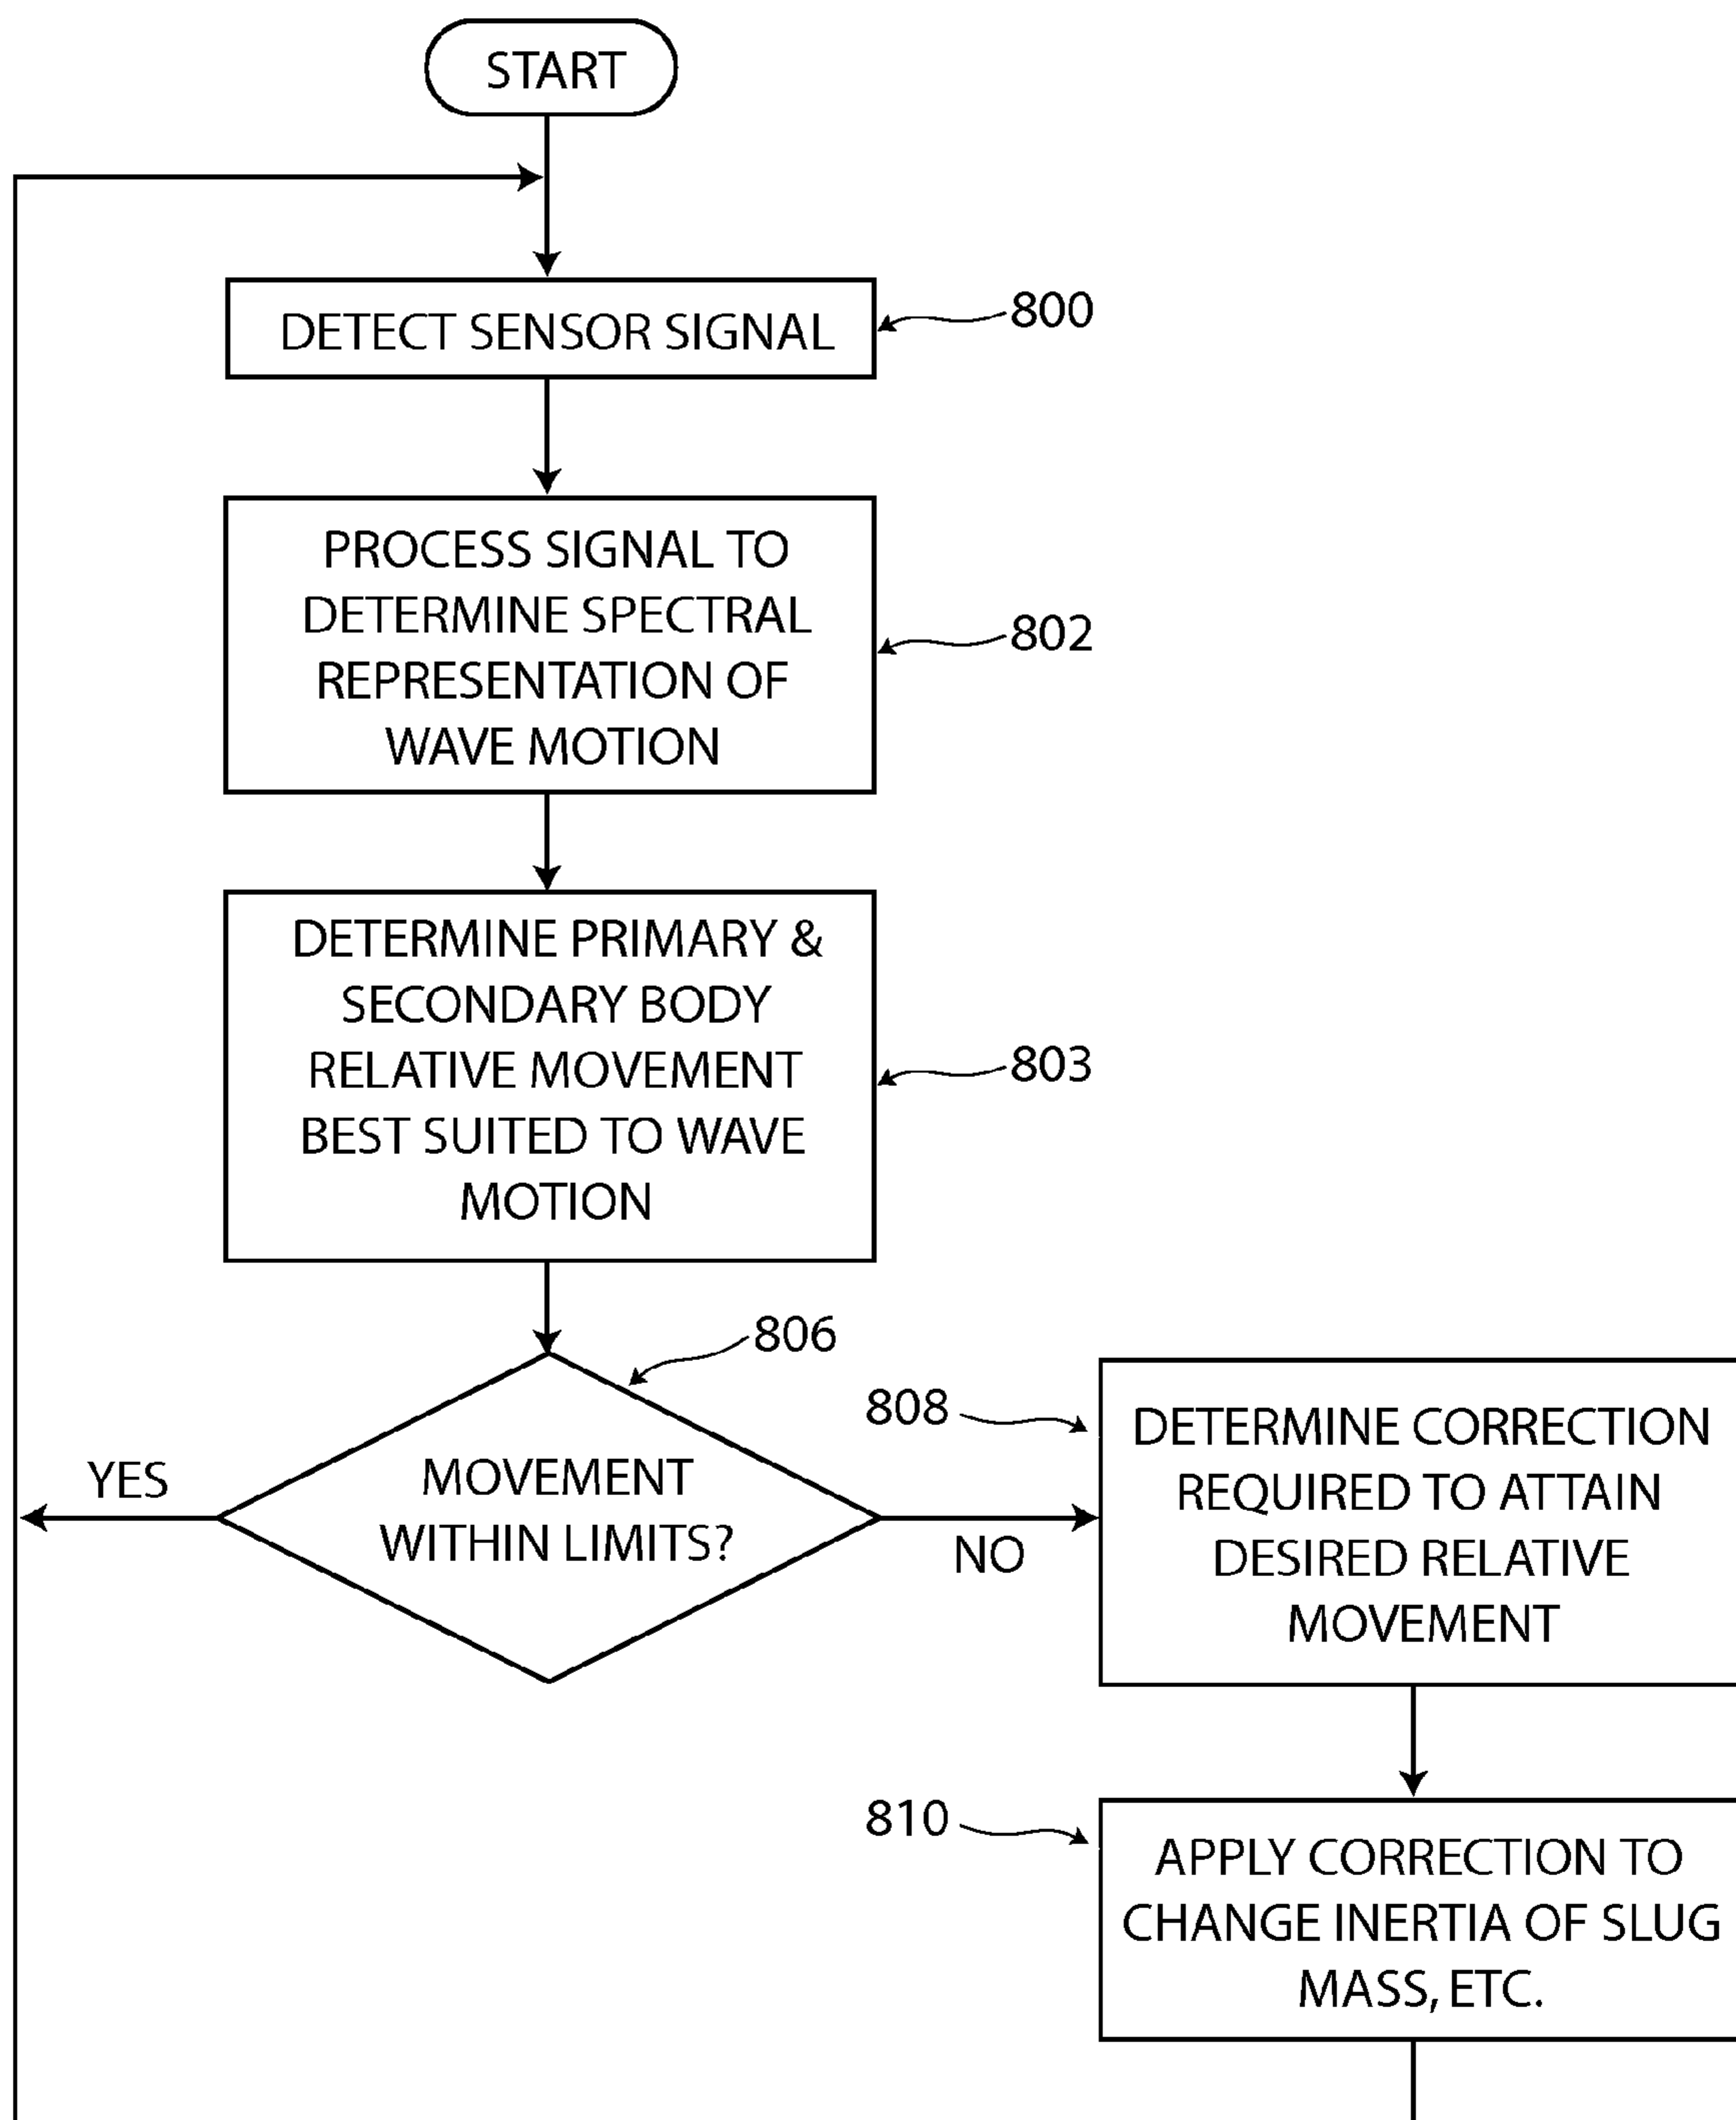 START
DETECT SENSOR SIGNAL
800
PROCESS SIGNAL TO
DETERMINE SPECTRAL
REPRESENTATION OF
WAVE MOTION
802
DETERMINE PRIMARY &
SECONDARY BODY
RELATIVE MOVEMENT
BEST SUITED TO WAVE
MOTION
803
806
MOVEMENT
WITHIN LIMITS?
YES
NO
808
DETERMINE CORRECTION
REQUIRED TO ATTAIN
DESIRED RELATIVE
MOVEMENT
810
APPLY CORRECTION TO
CHANGE INERTIA OF SLUG
MASS, ETC.